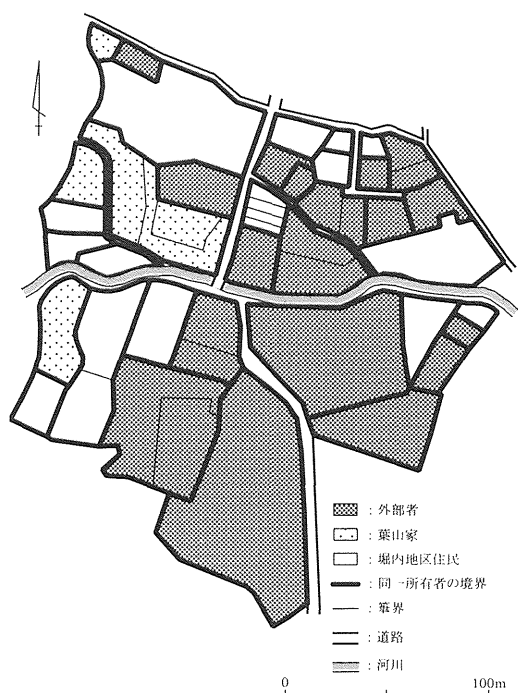 ：外部者
：葉山家
：堀内地区住民
：同一所有者の境界
：筆界
：道路
：河川
0 100m